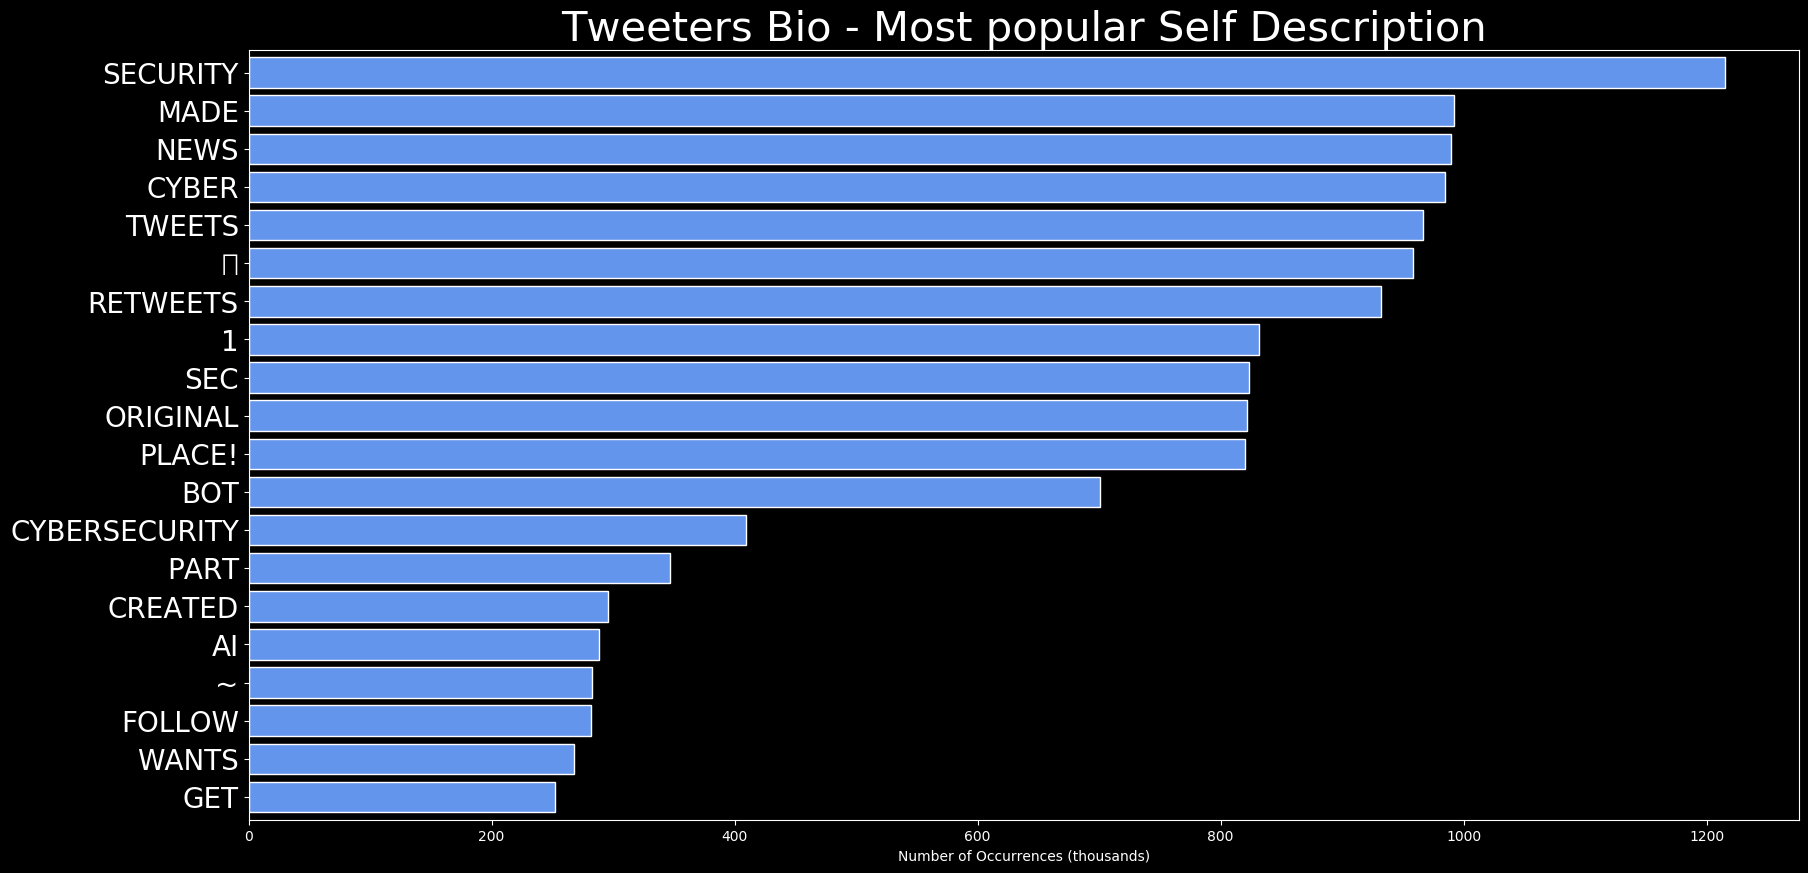 Tweeters Bio - Most popular Self Description
SECURITY
MADE
NEWS
CYBER
TWEETS
RETWEETS
1
SEC
ORIGINAL
PLACE!
BOT
CYBERSECURITY
PART
CREATED
AI
~
FOLLOW
WANTS
GET
0 200 400 600 800 1000 1200
Number of Occurrences (thousands)